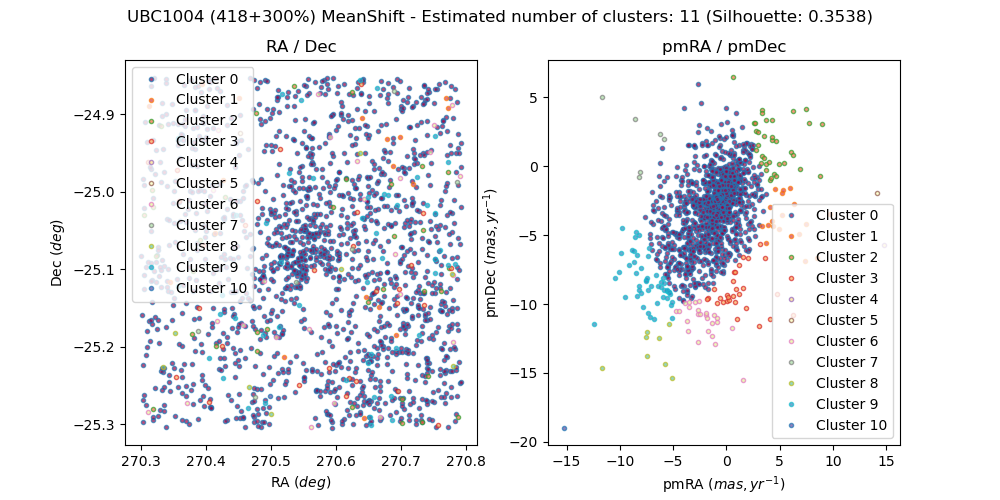 UBC1004 (418+300%) MeanShift - Estimated number of clusters: 11 (Silhouette: 0.3538)
RA / Dec
Dec (deg)
−24.9
−25.0
−25.1
−25.2
−25.3
Cluster 0
Cluster 1
Cluster 2
Cluster 3
Cluster 4
Cluster 5
Cluster 6
Cluster 7
Cluster 8
Cluster 9
Cluster 10
270.3 270.4 270.5 270.6 270.7 270.8
RA (deg)
pmRA / pmDec
pmDec (mas, yr⁻¹)
5
0
−5
−10
−15
−20
Cluster 0
Cluster 1
Cluster 2
Cluster 3
Cluster 4
Cluster 5
Cluster 6
Cluster 7
Cluster 8
Cluster 9
Cluster 10
−15 −10 −5 0 5 10 15
pmRA (mas, yr⁻¹)